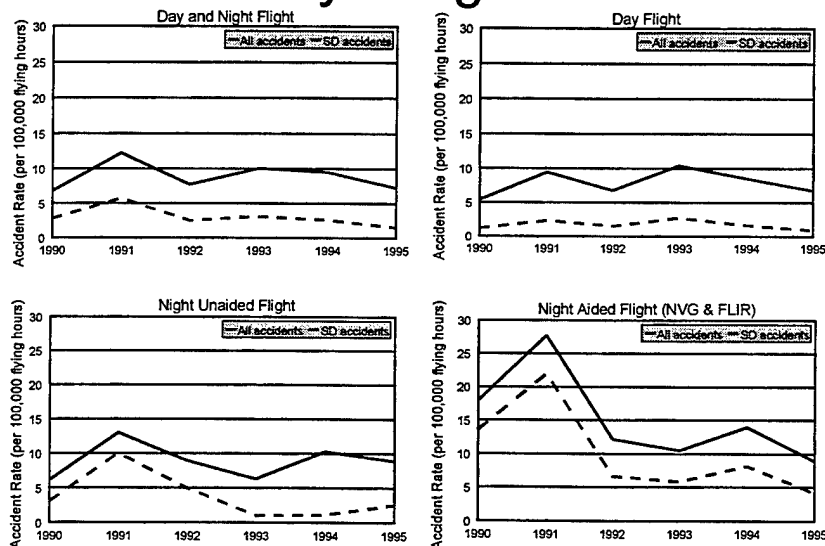 Day and Night Flight
All accidents SD accidents
Accident Rate (per 100,000 flying hours)
30
25
20
15
10
5
0
1990 1991 1992 1993 1994 1995
Day Flight
All accidents SD accidents
Accident Rate (per 100,000 flying hours)
30
25
20
15
10
5
0
1990 1991 1992 1993 1994 1995
Night Unaided Flight
All accidents SD accidents
Accident Rate (per 100,000 flying hours)
30
25
20
15
10
5
0
1990 1991 1992 1993 1994 1995
Night Aided Flight (NVG & FLIR)
All accidents SD accidents
Accident Rate (per 100,000 flying hours)
30
25
20
15
10
5
0
1990 1991 1992 1993 1994 1995